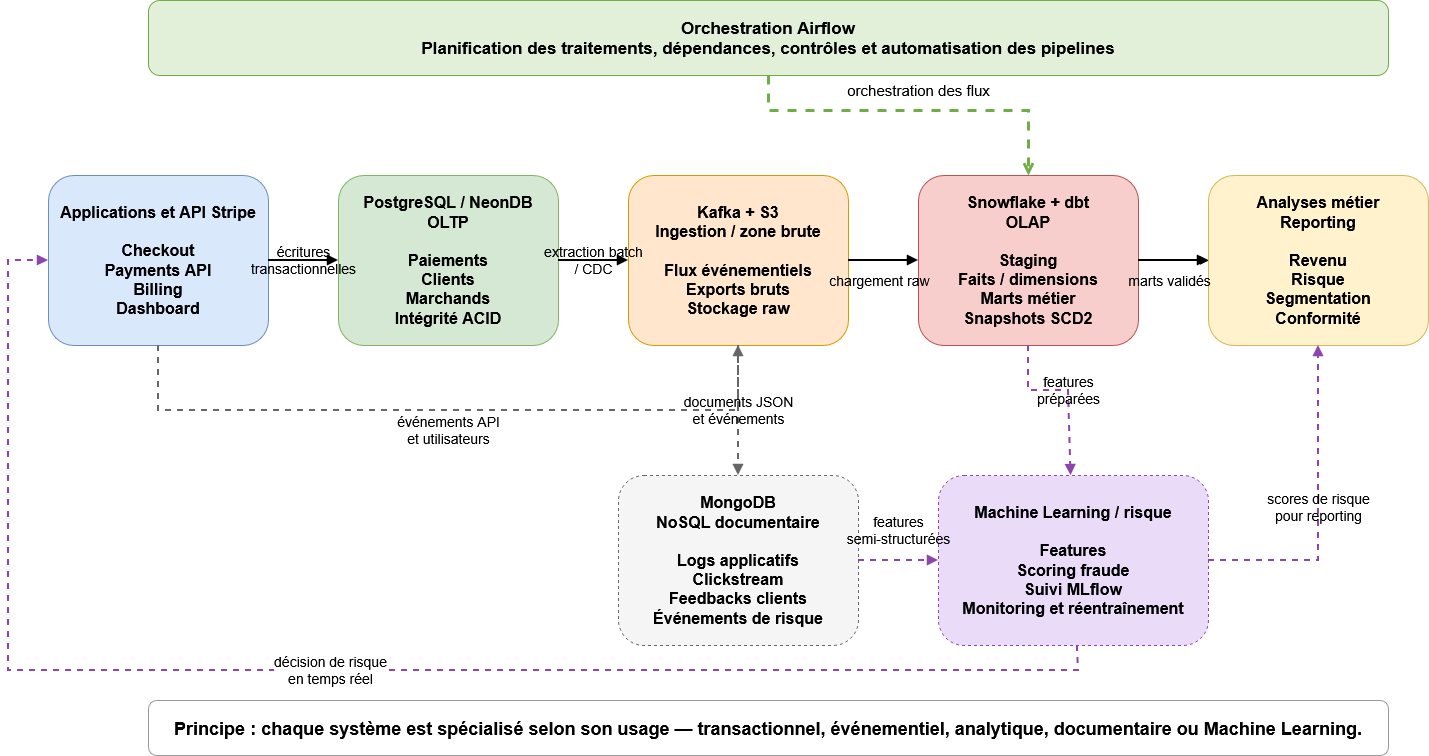 Orchestration Airflow
Planification des traitements, dépendances, contrôles et automatisation des pipelines
orchestration des flux
Applications et API Stripe
Checkout
Payments API
Billing
Dashboard
écritures
transactionnelles
PostgreSQL / NeonDB
OLTP
Paiements
Clients
Marchands
Intégrité ACID
extraction batch
/ CDC
Kafka + S3
Ingestion / zone brute
Flux événementiels
Exports bruts
Stockage raw
chargement raw
Snowflake + dbt
OLAP
Staging
Faits / dimensions
Marts métier
Snapshots SCD2
marts validés
Analyses métier
Reporting
Revenu
Risque
Segmentation
Conformité
événements API
et utilisateurs
documents JSON
et événements
features
préparées
MongoDB
NoSQL documentaire
Logs applicatifs
Clickstream
Feedbacks clients
Événements de risque
features
semi-structurées
Machine Learning / risque
Features
Scoring fraude
Suivi MLflow
Monitoring et réentraînement
scores de risque
pour reporting
décision de risque
en temps réel
Principe : chaque système est spécialisé selon son usage — transactionnel, événementiel, analytique, documentaire ou Machine Learning.